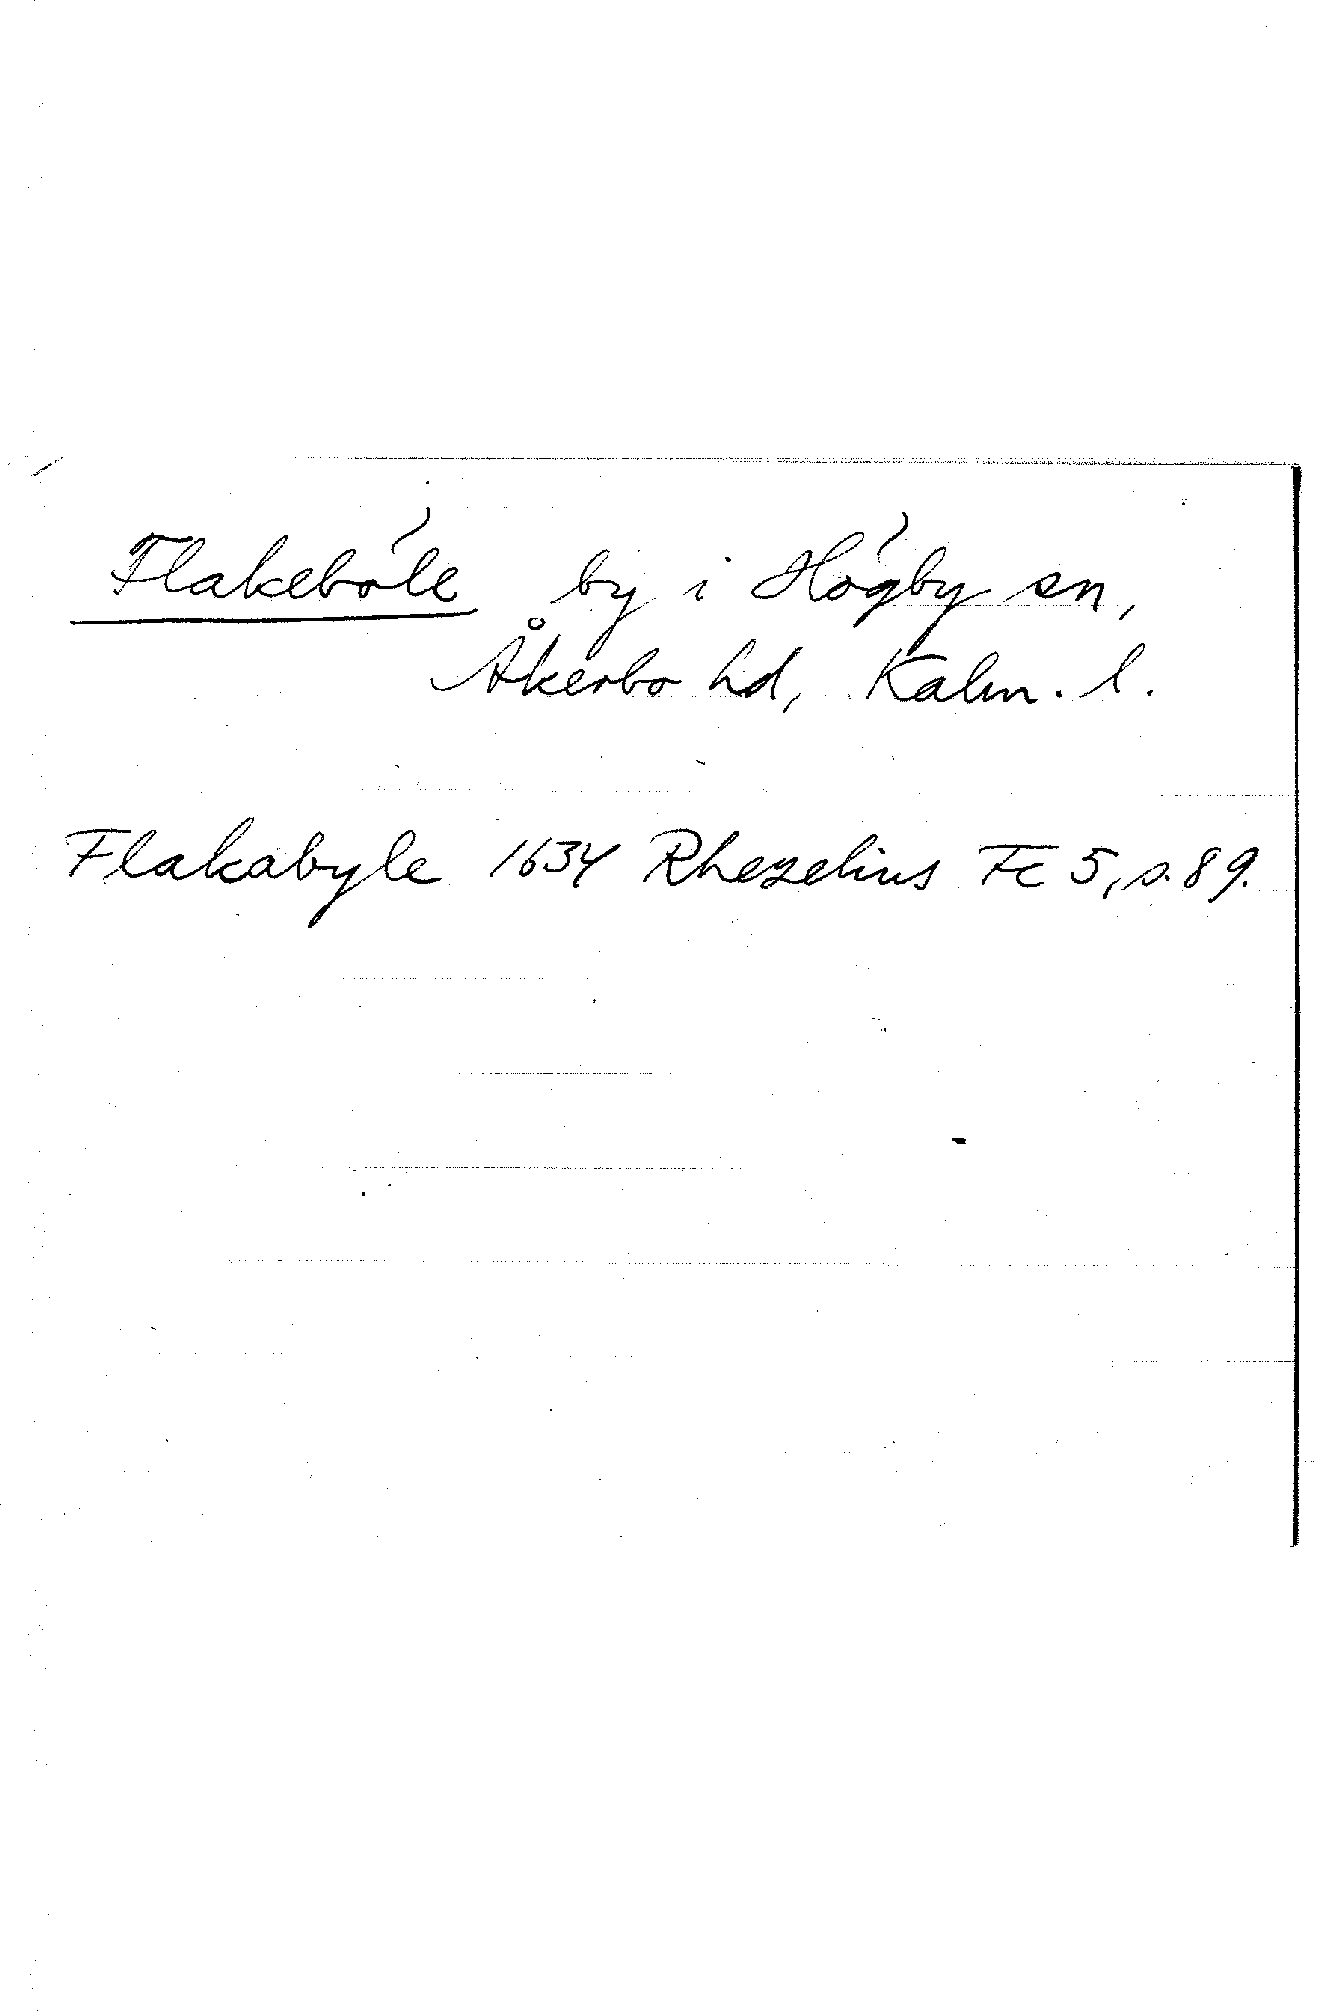 Flakeböle by i Högby sn,
Åkerbo hd, Kalm. l.
Flakabyle 1634 Rhezelius Fc 5, s. 89.